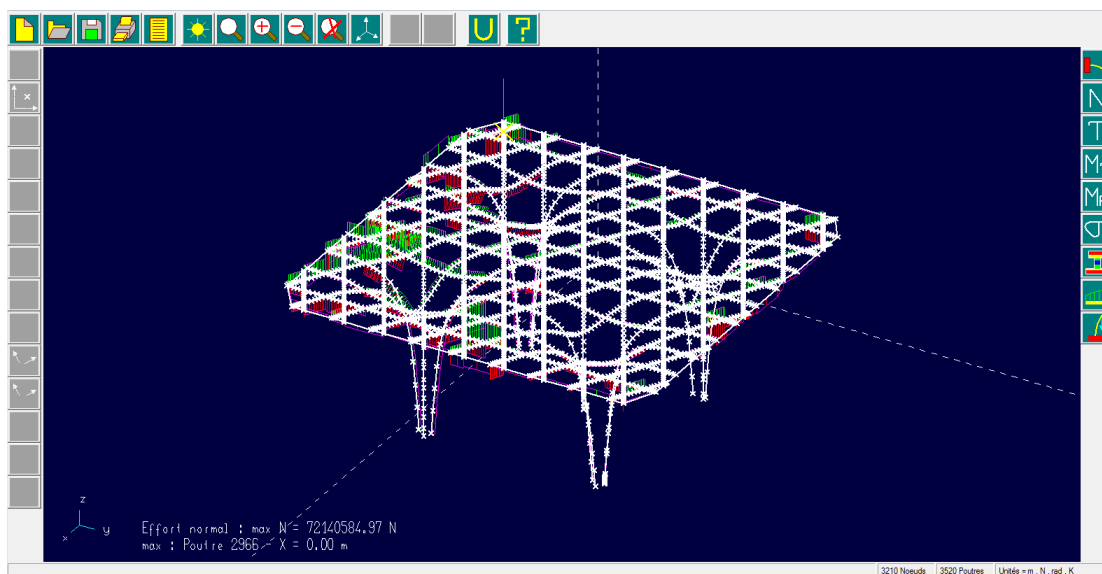 U ?
N
T
z
y
x
Effort normal : max N = 72140584.97 N
max : Poutre 2966 - X = 0.00 m
3210 Noeuds 3520 Poutres Unités = m . N . rad . K